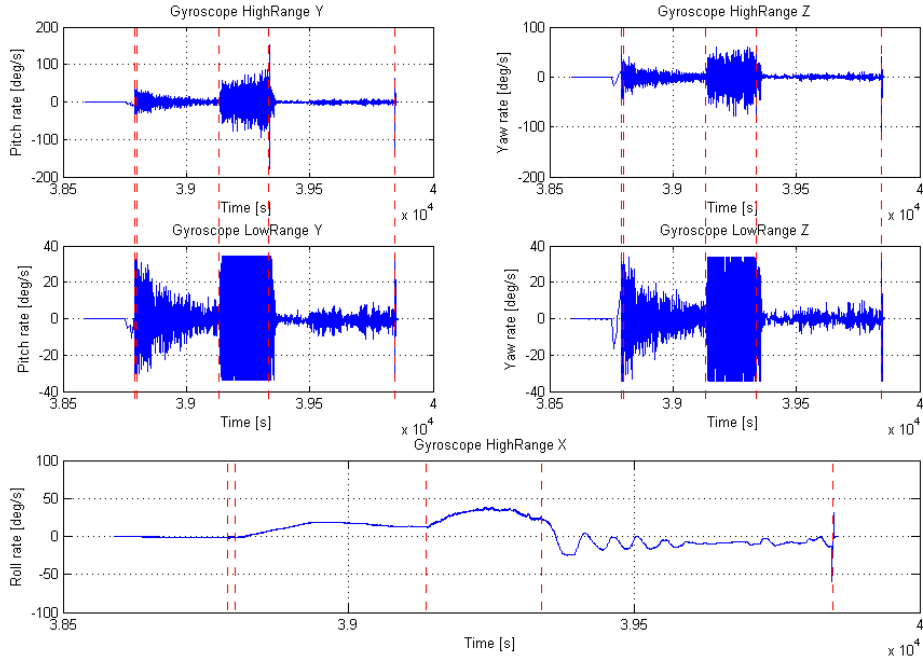 Gyroscope HighRange Y
200
100
0
-100
-200
Pitch rate [deg/s]
3.85
3.9
3.95
4
Time [s]
x 10^4
Gyroscope HighRange Z
100
0
-100
-200
Yaw rate [deg/s]
3.85
3.9
3.95
4
Time [s]
x 10^4
Gyroscope LowRange Y
40
20
0
-20
-40
Pitch rate [deg/s]
3.85
3.9
3.95
4
Time [s]
x 10^4
Gyroscope LowRange Z
40
20
0
-20
-40
Yaw rate [deg/s]
3.85
3.9
3.95
4
Time [s]
x 10^4
Gyroscope HighRange X
100
50
0
-50
-100
Roll rate [deg/s]
3.85
3.9
3.95
4
Time [s]
x 10^4